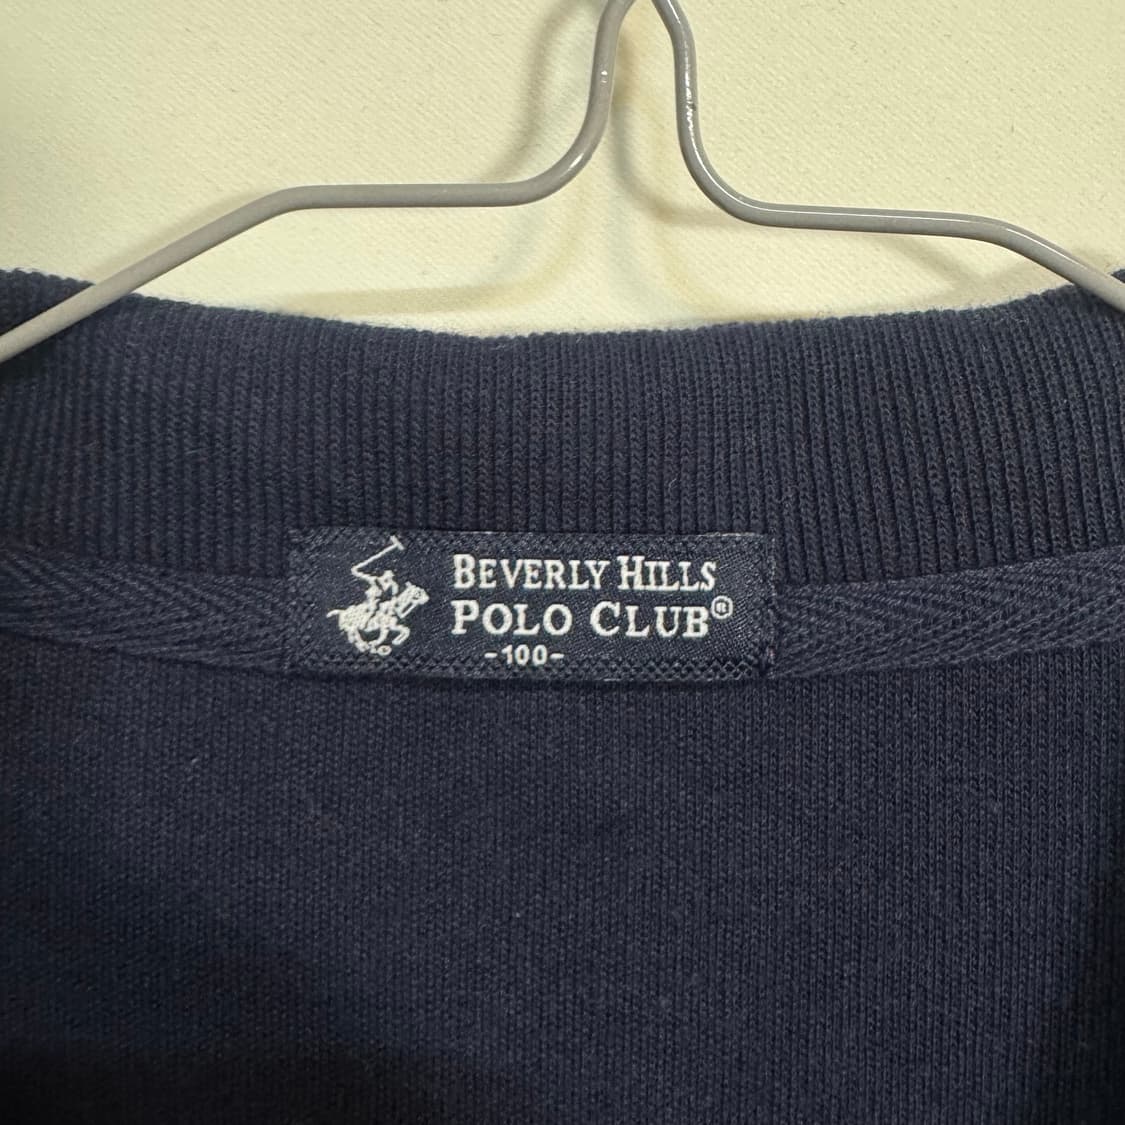 BEVERLY HILLS
POLO CLUB®
-100-